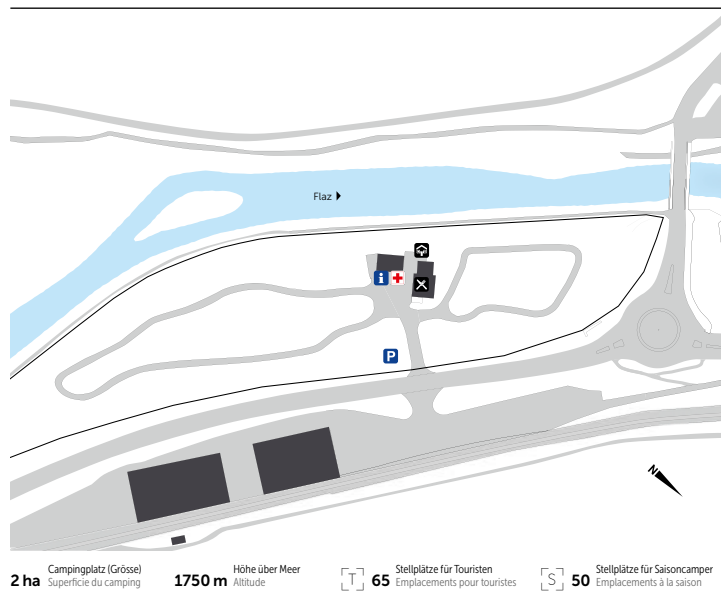 Flaz
i
P
N
2 ha Campingplatz (Grösse)
Superficie du camping
1750 m Höhe über Meer
Altitude
T 65 Stellplätze für Touristen
Emplacements pour touristes
S 50 Stellplätze für Saisoncamper
Emplacements à la saison